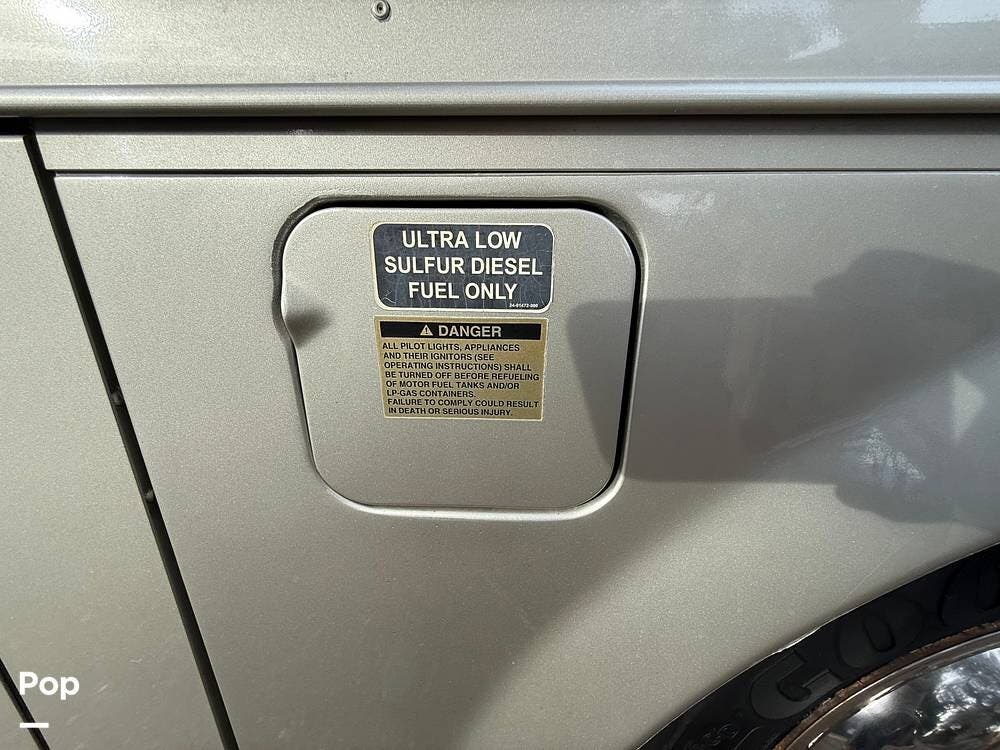 ULTRA LOW
SULFUR DIESEL
FUEL ONLY
DANGER
ALL PILOT LIGHTS, APPLIANCES
AND THEIR IGNITORS (SEE
OPERATING INSTRUCTIONS) SHALL
BE TURNED OFF BEFORE REFUELING
OF MOTOR FUEL TANKS AND/OR
LP-GAS CONTAINERS.
FAILURE TO COMPLY COULD RESULT
IN DEATH OR SERIOUS INJURY.
GOO
Pop